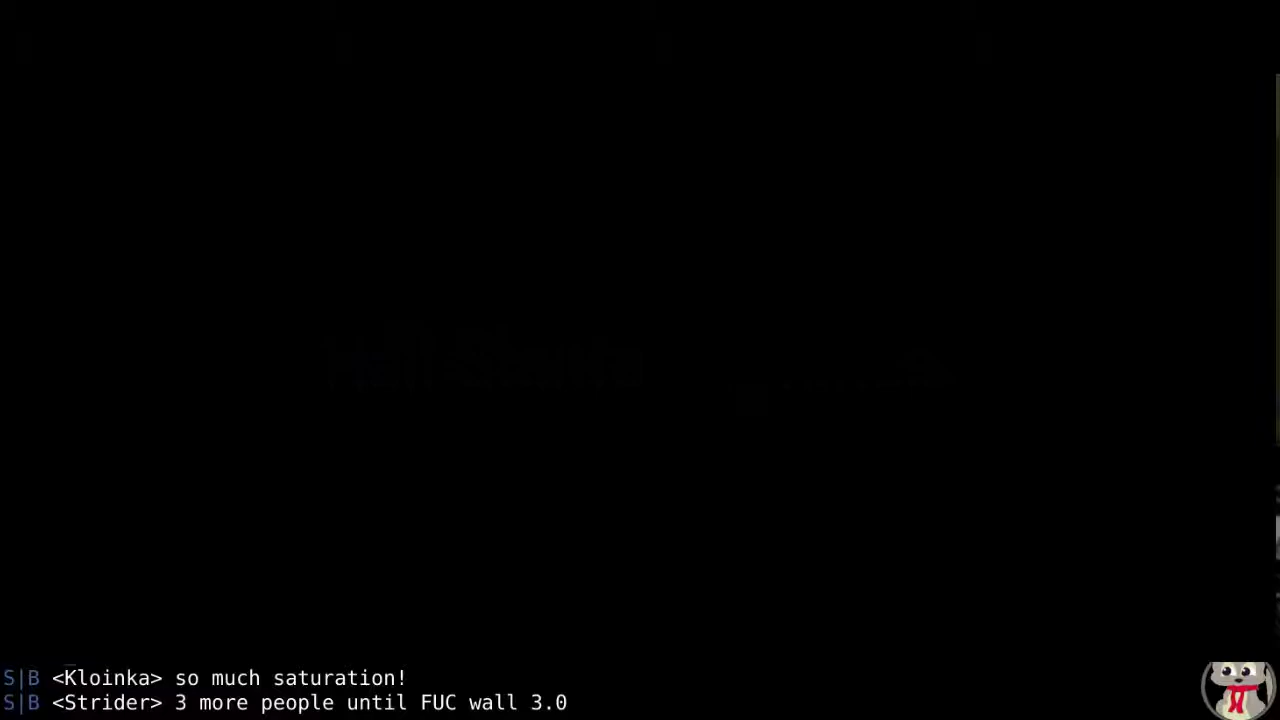 S|B <Kloinka> so much saturation!
S|B <Strider> 3 more people until FUC wall 3.0